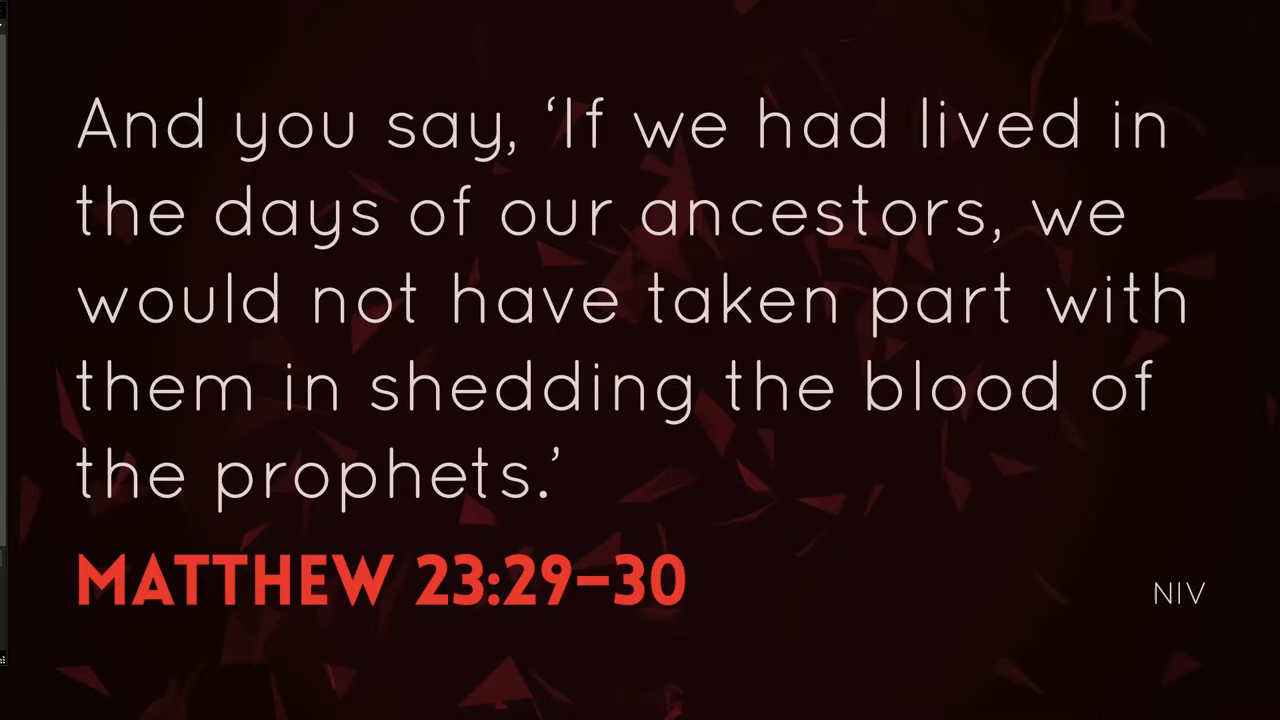 And you say, ‘If we had lived in
the days of our ancestors, we
would not have taken part with
them in shedding the blood of
the prophets.’
MATTHEW 23:29–30
NIV